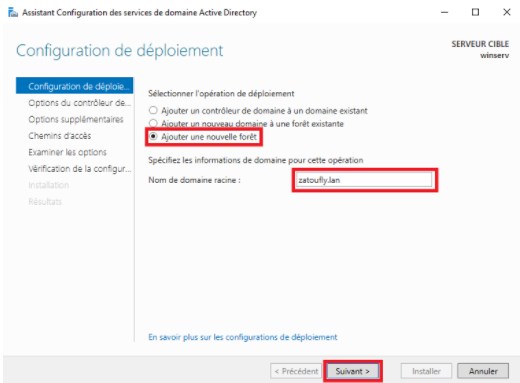 Assistant Configuration des services de domaine Active Directory
Configuration de déploiement
SERVEUR CIBLE
winserv
Configuration de déploie...
Options du contrôleur de...
Options supplémentaires
Chemins d'accès
Examiner les options
Vérification de la configur...
Installation
Résultats
Sélectionner l'opération de déploiement
Ajouter un contrôleur de domaine à un domaine existant
Ajouter un nouveau domaine à une forêt existante
Ajouter une nouvelle forêt
Spécifiez les informations de domaine pour cette opération
Nom de domaine racine :
zatoufly.lan
En savoir plus sur les configurations de déploiement
< Précédent
Suivant >
Installer
Annuler